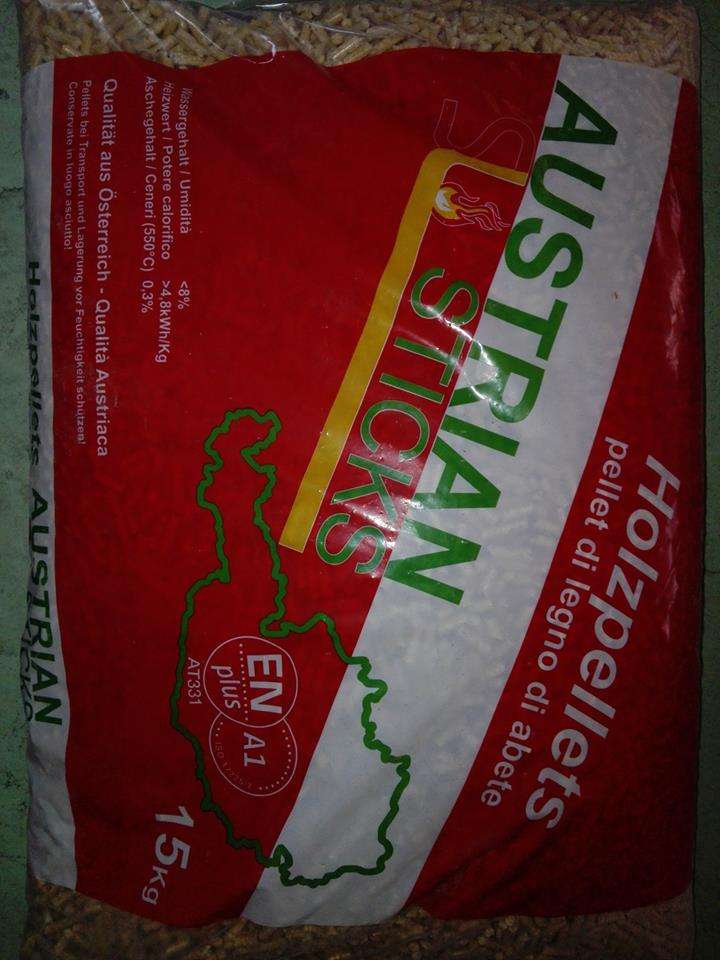 Holzpellets
pellet di legno di abete
AUSTRIAN
STICKS
EN
plus
A1
AT331
15kg
Wassergehalt / Umidità <8%
Heizwert / Potere calorifico >4,8kWh/Kg
Aschegehalt / Ceneri (550°C) 0,3%
Qualität aus Österreich - Qualità Austriaca
Pellets bei Transport und Lagerung vor Feuchtigkeit schützen!
Conservate in luogo asciutto!
Holzpellets AUSTRIAN